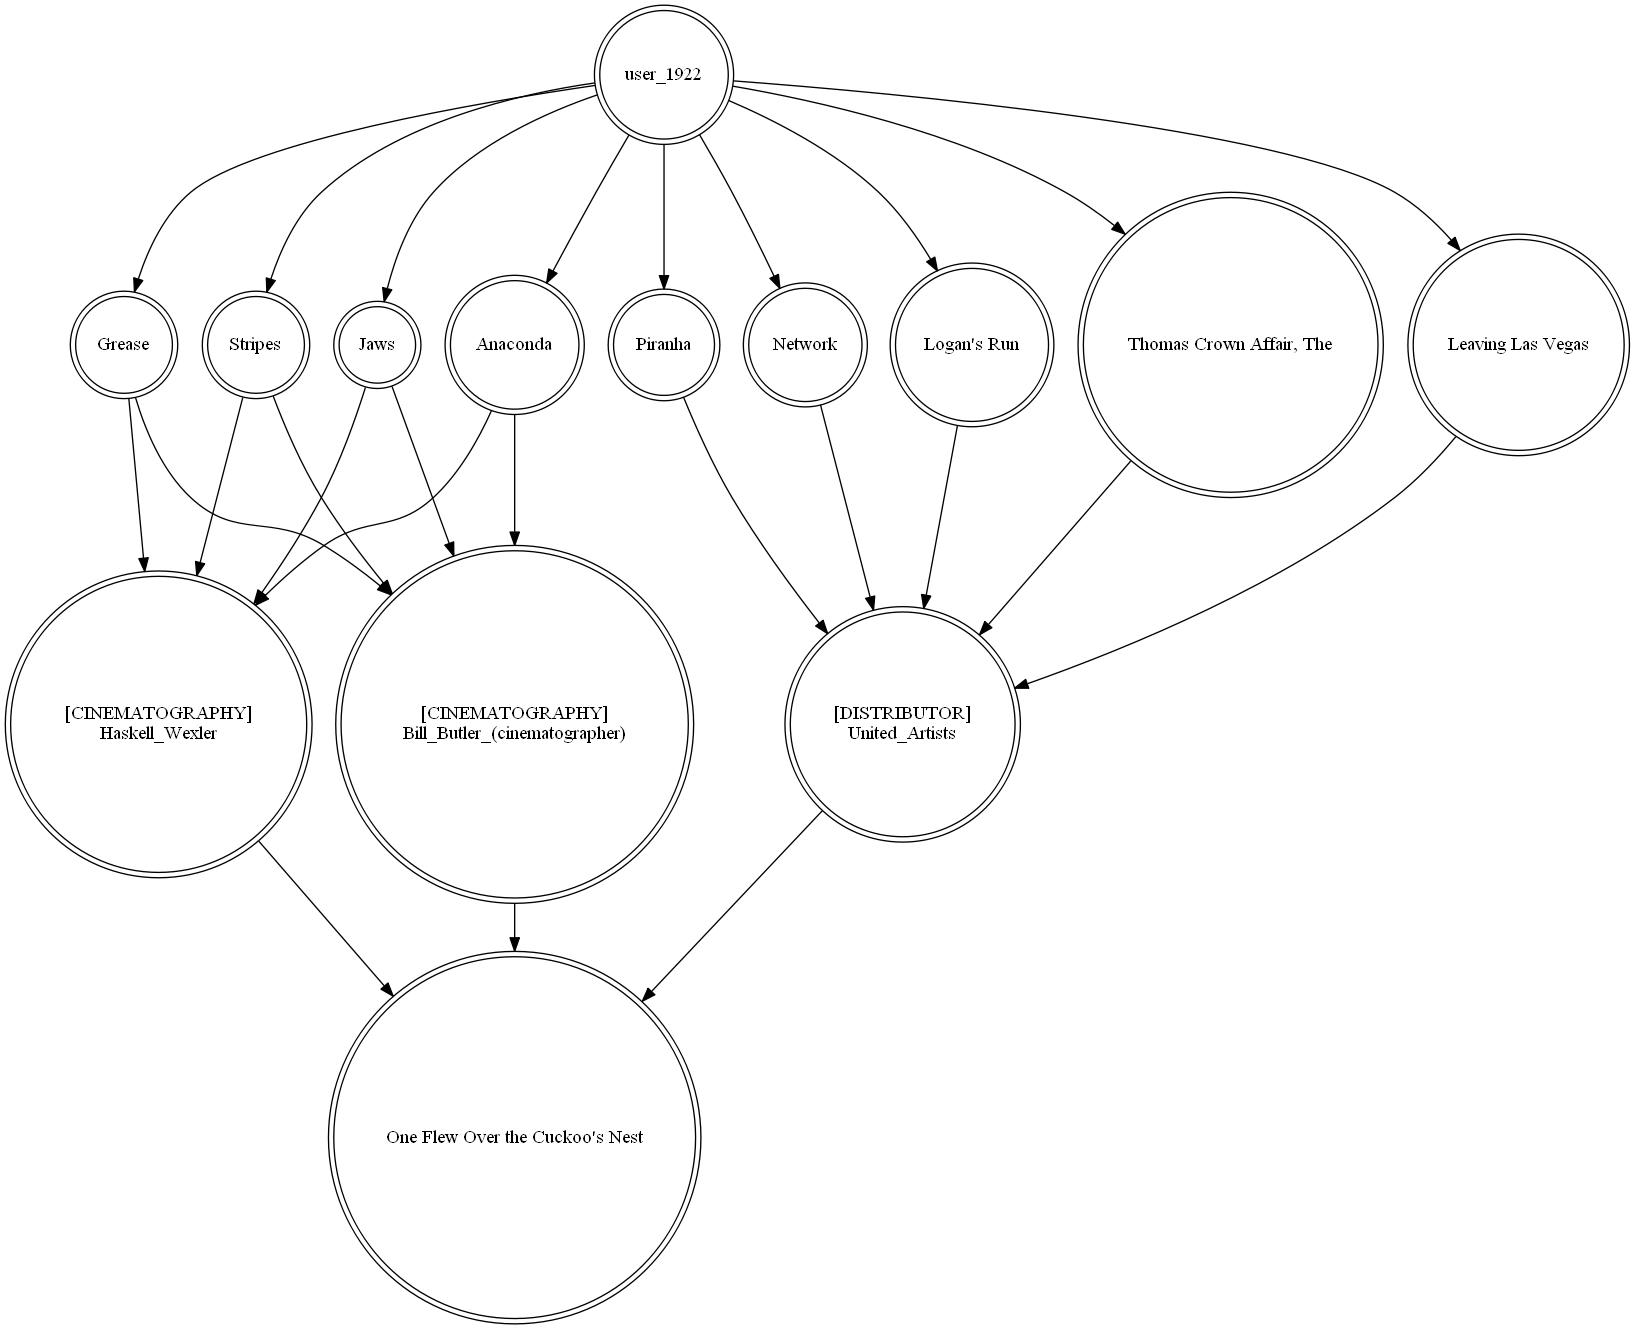 user_1922
Grease
Stripes
Jaws
Anaconda
Piranha
Network
Logan's Run
Thomas Crown Affair, The
Leaving Las Vegas
[CINEMATOGRAPHY]
Haskell_Wexler
[CINEMATOGRAPHY]
Bill_Butler_(cinematographer)
[DISTRIBUTOR]
United_Artists
One Flew Over the Cuckoo's Nest